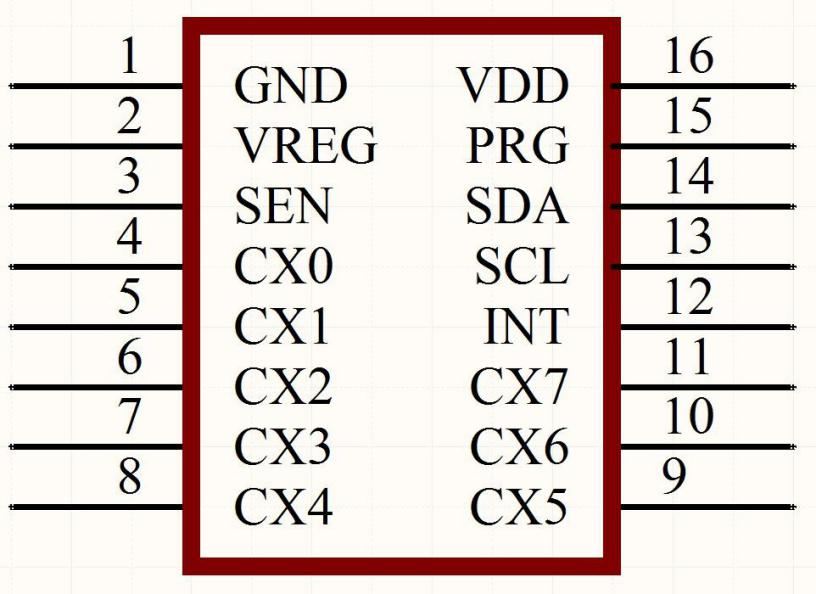 1 GND VDD 16
2 VREG PRG 15
3 SEN SDA 14
4 CX0 SCL 13
5 CX1 INT 12
6 CX2 CX7 11
7 CX3 CX6 10
8 CX4 CX5 9